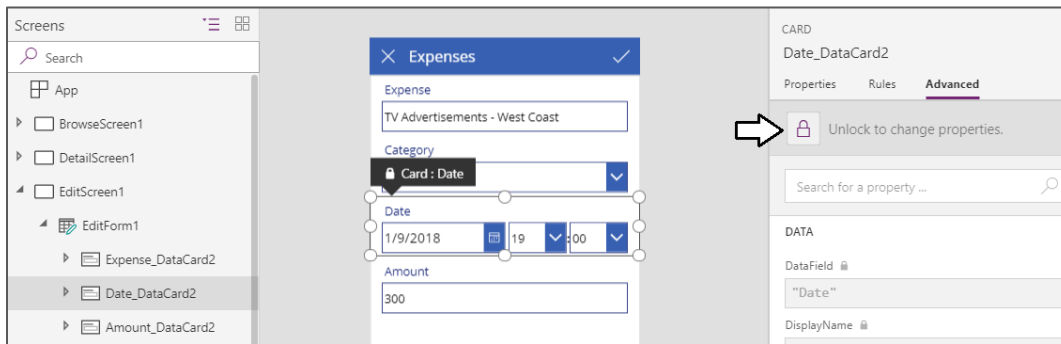 Screens
Search
App
BrowseScreen1
DetailScreen1
EditScreen1
EditForm1
Expense_DataCard2
Date_DataCard2
Amount_DataCard2
Expenses
Expense
TV Advertisements - West Coast
Category
Card : Date
Date
1/9/2018 19 :00
Amount
300
CARD
Date_DataCard2
Properties Rules Advanced
Unlock to change properties.
Search for a property ...
DATA
DataField
"Date"
DisplayName